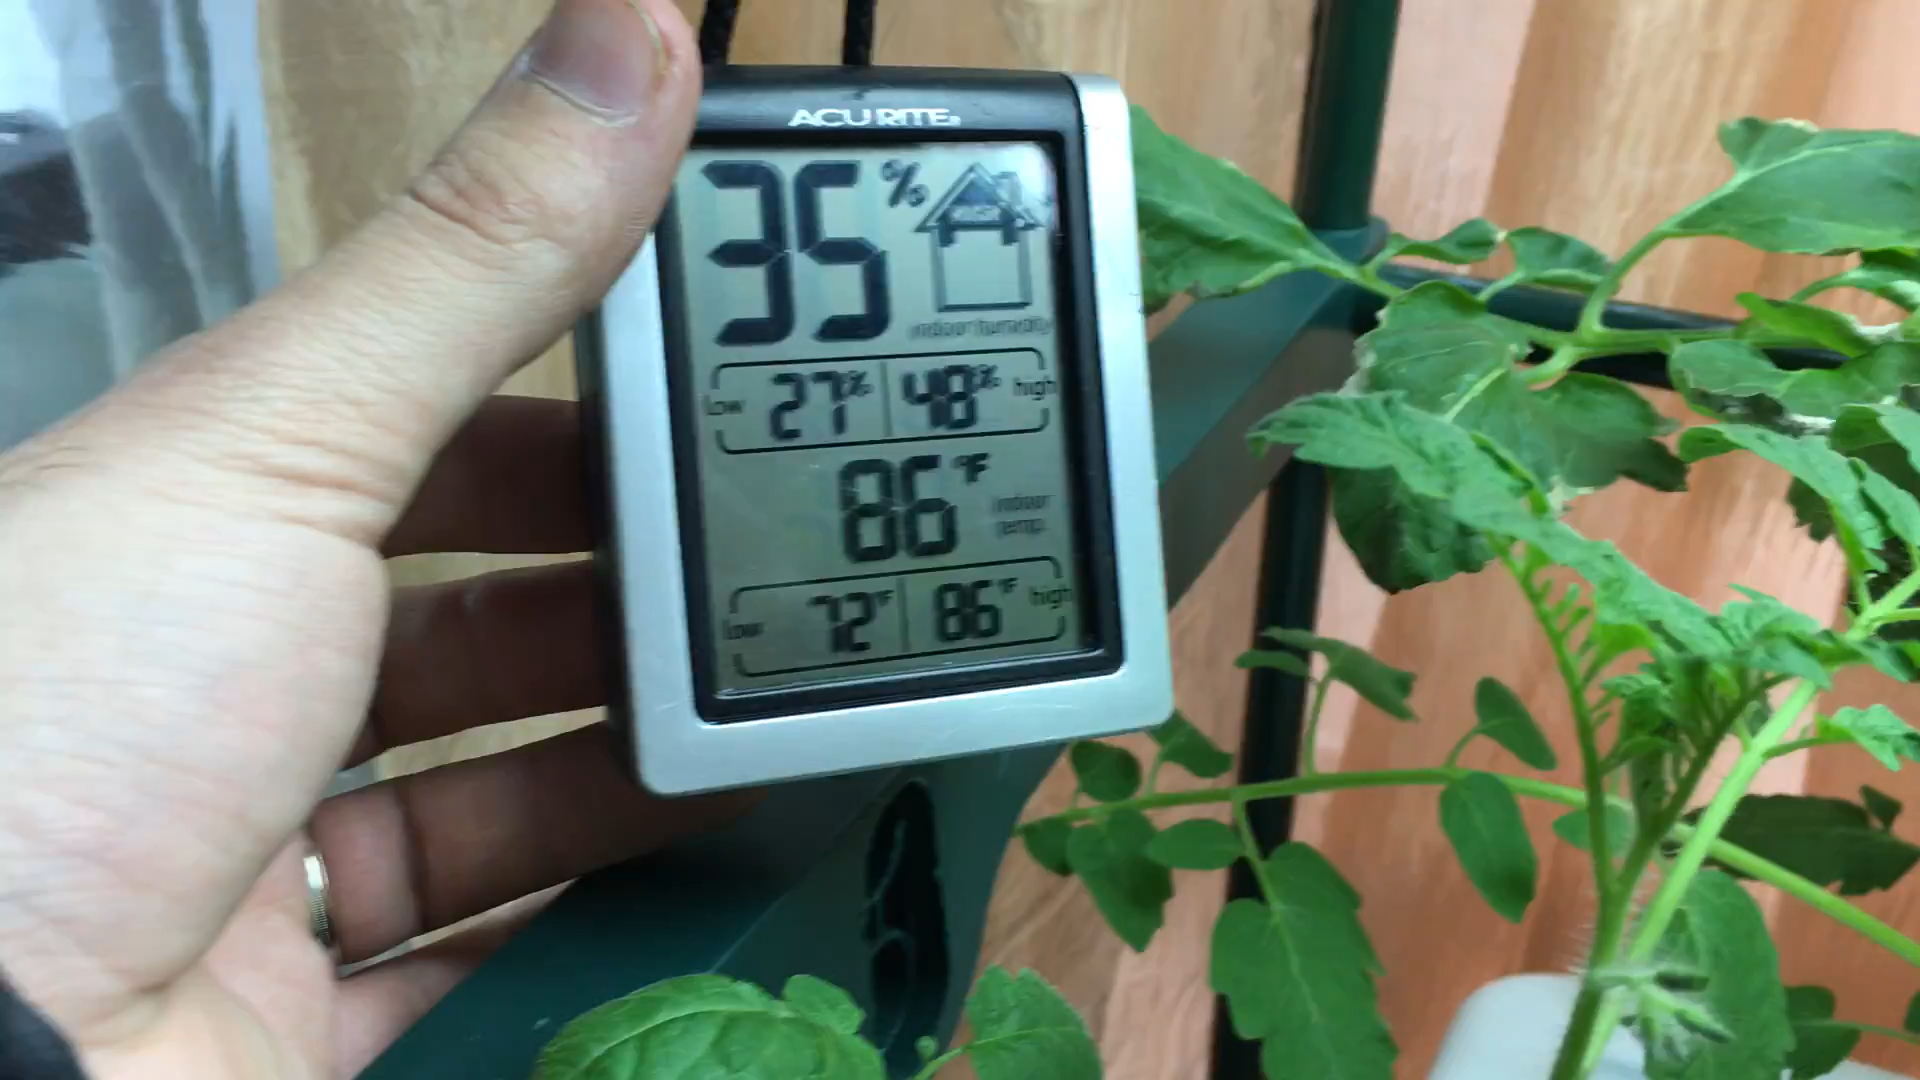 ACURITE
35 %
indoor humidity
low 27% 48% high
86 °F
indoor temp.
low 72°F 86°F high